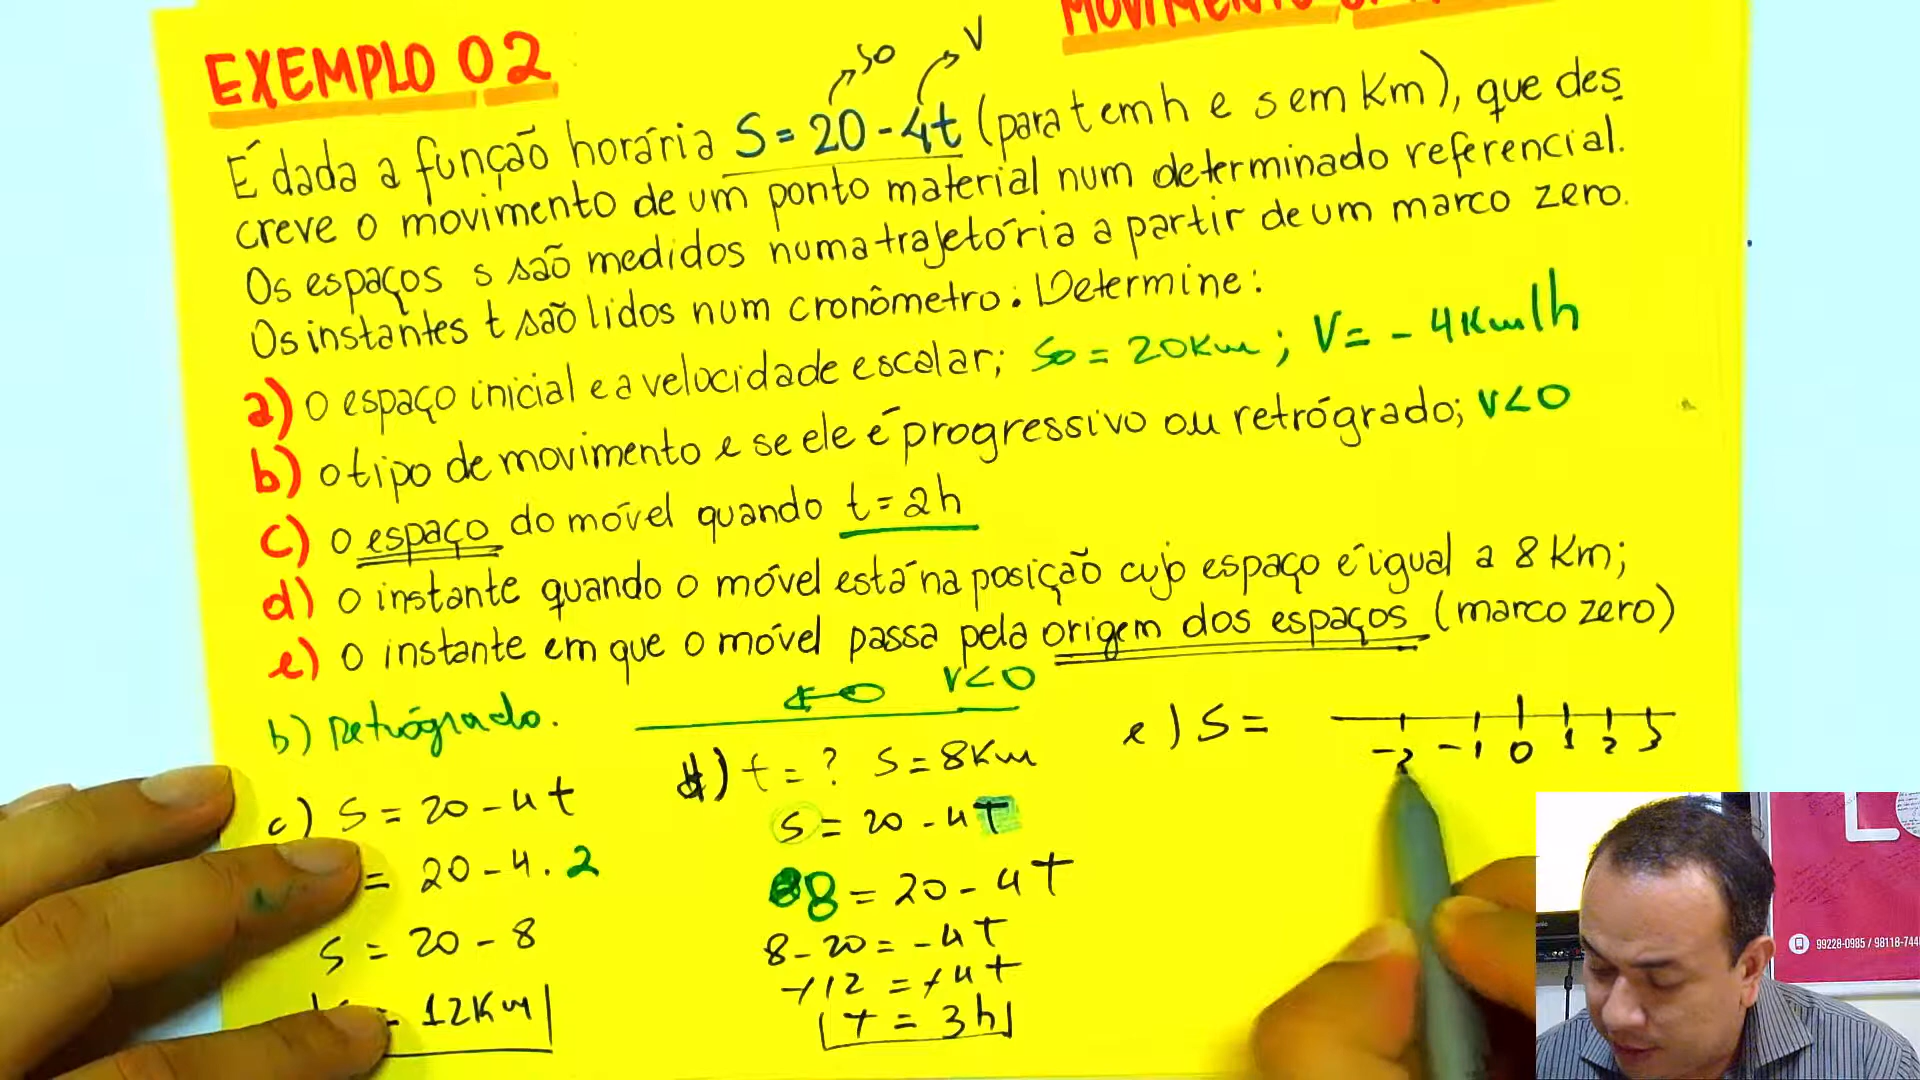 EXEMPLO 02
So
V
É dada a função horária S = 20 - 4t (para t em h e s em Km), que des
creve o movimento de um ponto material num determinado referencial.
Os espaços s são medidos numa trajetória a partir de um marco zero.
Os instantes t são lidos num cronômetro. Determine:
a) o espaço inicial e a velocidade escalar; So = 20Km; V = - 4Km/h
b) o tipo de movimento e se ele é progressivo ou retrógrado; V<0
c) o espaço do móvel quando t = 2h
d) o instante quando o móvel está na posição cujo espaço é igual a 8 Km;
e) o instante em que o móvel passa pela origem dos espaços (marco zero)
b) Retrógrado.
V<0
c) S = 20 - 4t
= 20 - 4.2
S = 20 - 8
= 12Km
d) t = ? S = 8Km
S = 20 - 4t
8 = 20 - 4t
8 - 20 = -4t
-12 = -4t
t = 3h
e) S =
-2 -1 0 1 2 3
99228-0985 / 98118-744